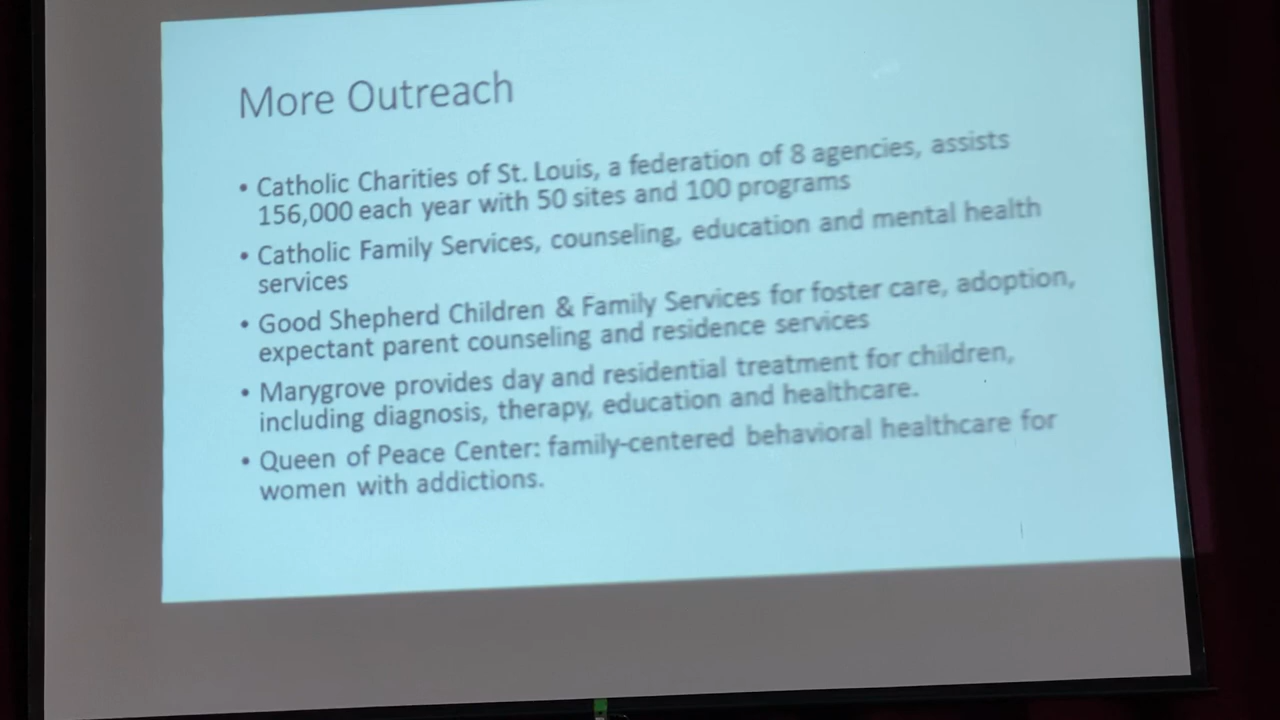 More Outreach
• Catholic Charities of St. Louis, a federation of 8 agencies, assists
156,000 each year with 50 sites and 100 programs
• Catholic Family Services, counseling, education and mental health
services
• Good Shepherd Children & Family Services for foster care, adoption,
expectant parent counseling and residence services
• Marygrove provides day and residential treatment for children,
including diagnosis, therapy, education and healthcare.
• Queen of Peace Center: family-centered behavioral healthcare for
women with addictions.